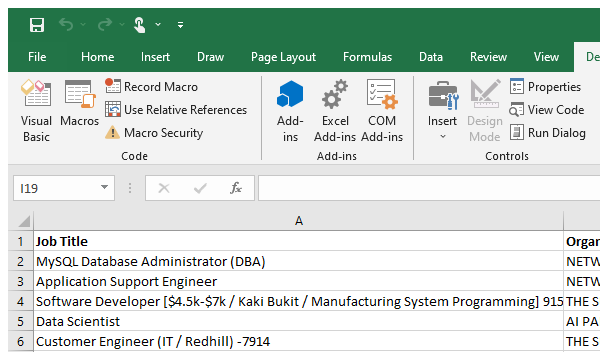 File Home Insert Draw Page Layout Formulas Data Review View De
Visual Basic
Macros
Record Macro
Use Relative References
Macro Security
Code
Add-ins
Excel Add-ins
COM Add-ins
Add-ins
Insert
Design Mode
Properties
View Code
Run Dialog
Controls
I19 fx
A
1 Job Title Organ
2 MySQL Database Administrator (DBA) NETW
3 Application Support Engineer NETW
4 Software Developer [$4.5k-$7k / Kaki Bukit / Manufacturing System Programming] 915 THE S
5 Data Scientist AI PA
6 Customer Engineer (IT / Redhill) -7914 THE S